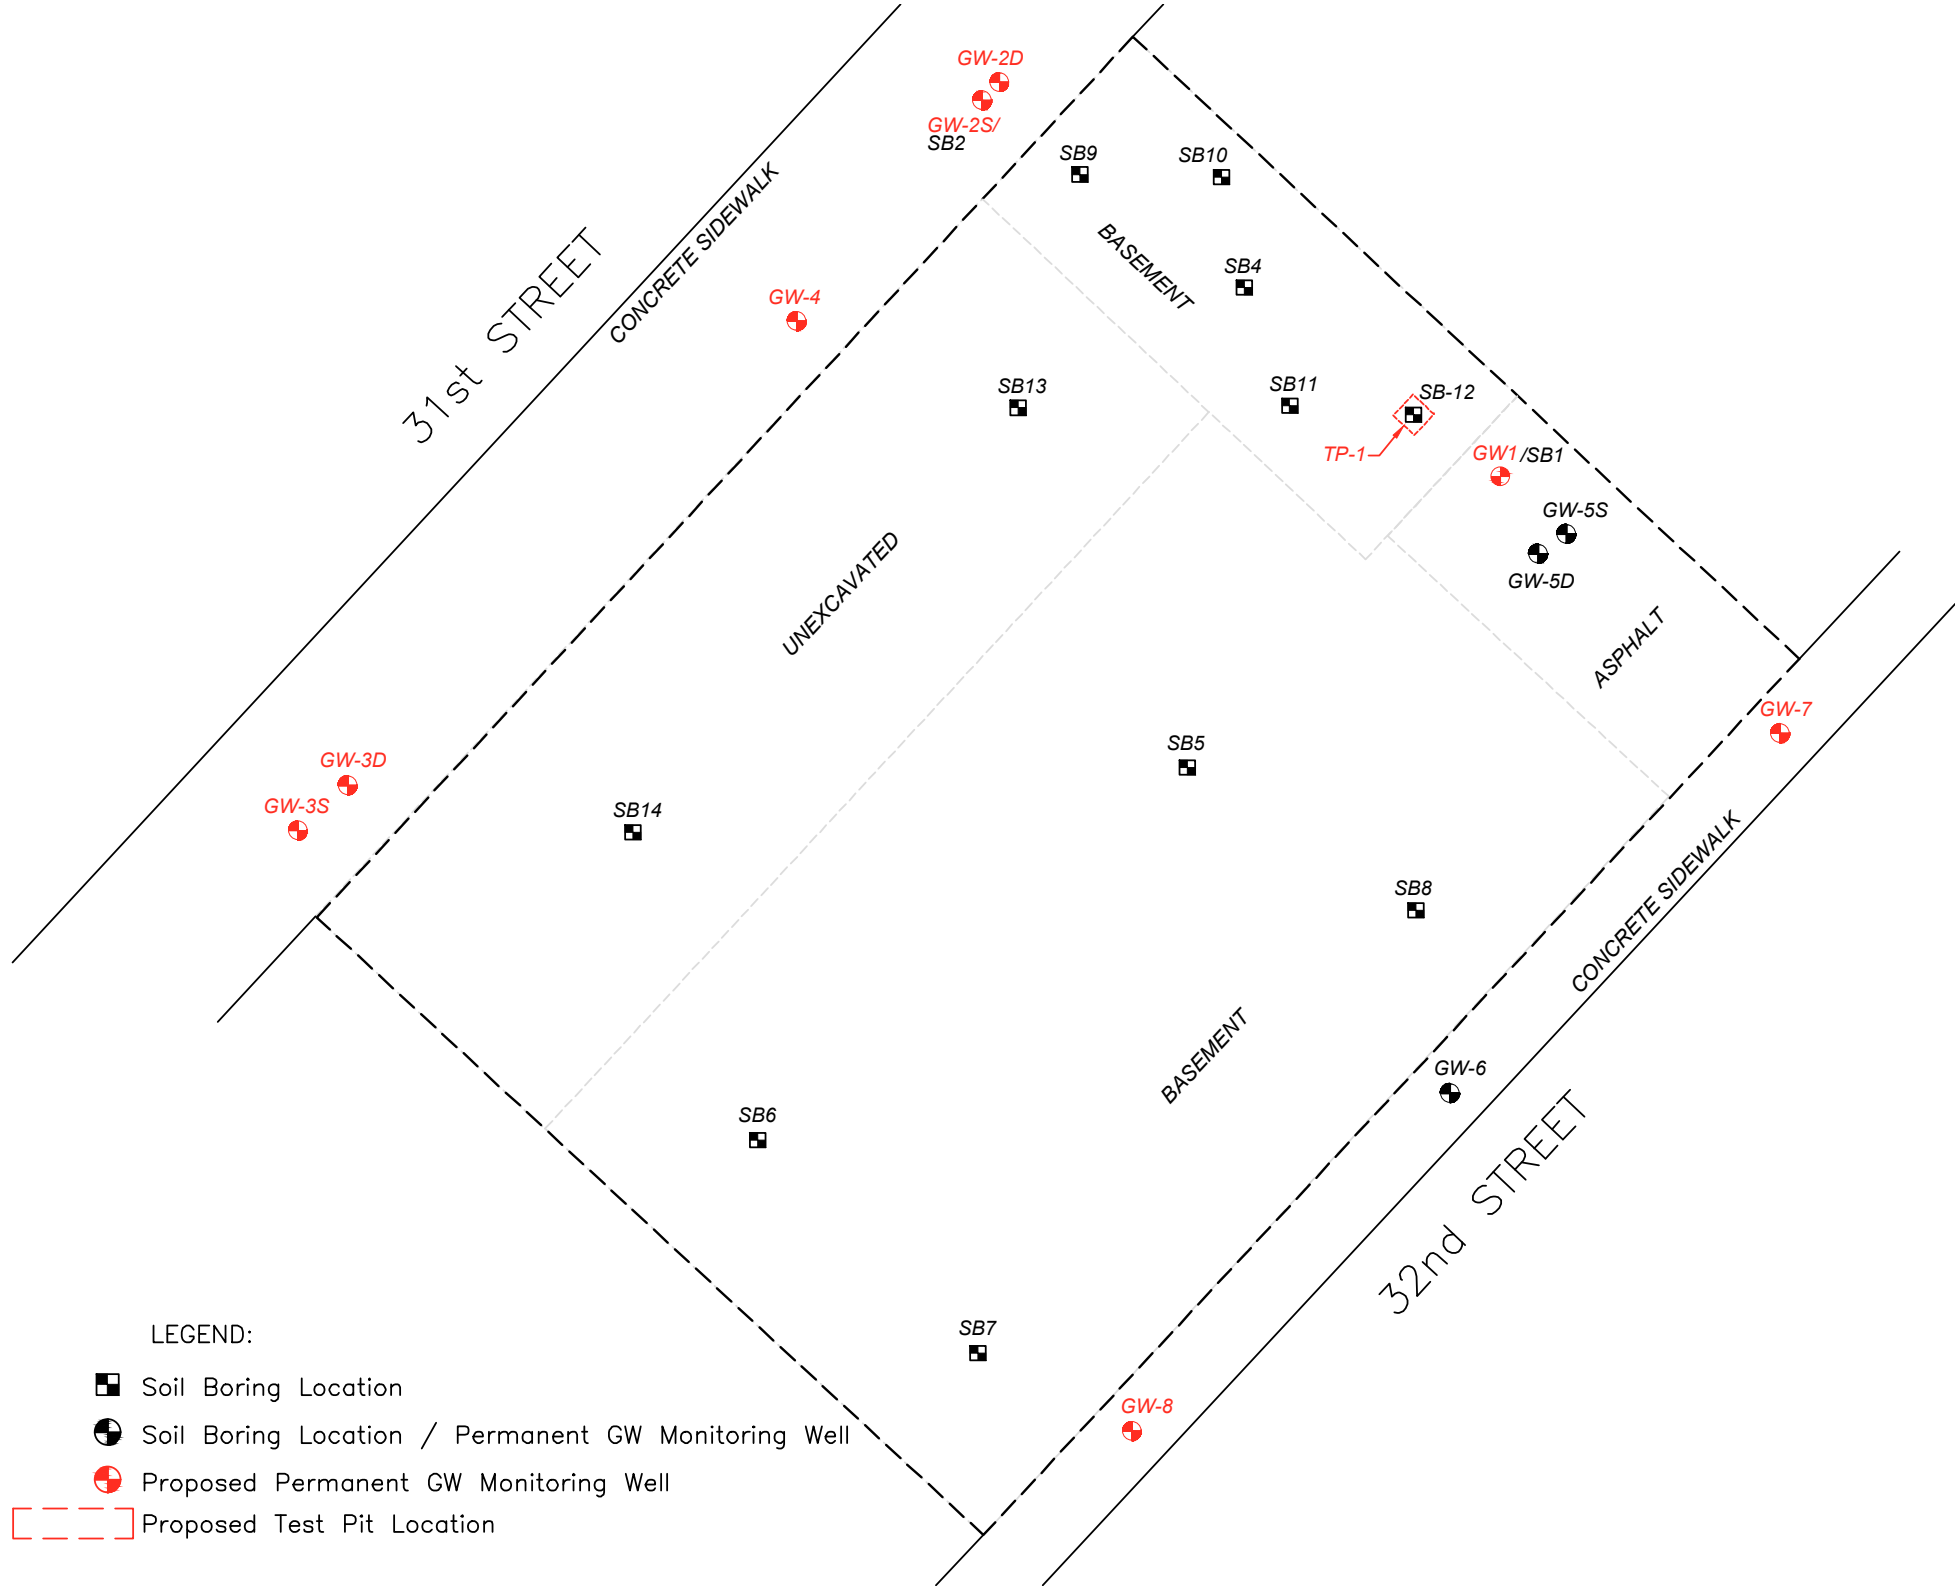 GW-2D
GW-2S/
SB2
SB9
SB10
CONCRETE SIDEWALK
31st STREET
BASEMENT
SB4
GW-4
SB13
SB11
SB-12
TP-1
GW1/SB1
GW-5S
GW-5D
UNEXCAVATED
ASPHALT
GW-7
SB5
GW-3D
GW-3S
SB14
SB8
CONCRETE SIDEWALK
BASEMENT
GW-6
SB6
32nd STREET
SB7
GW-8
LEGEND:
Soil Boring Location
Soil Boring Location / Permanent GW Monitoring Well
Proposed Permanent GW Monitoring Well
Proposed Test Pit Location